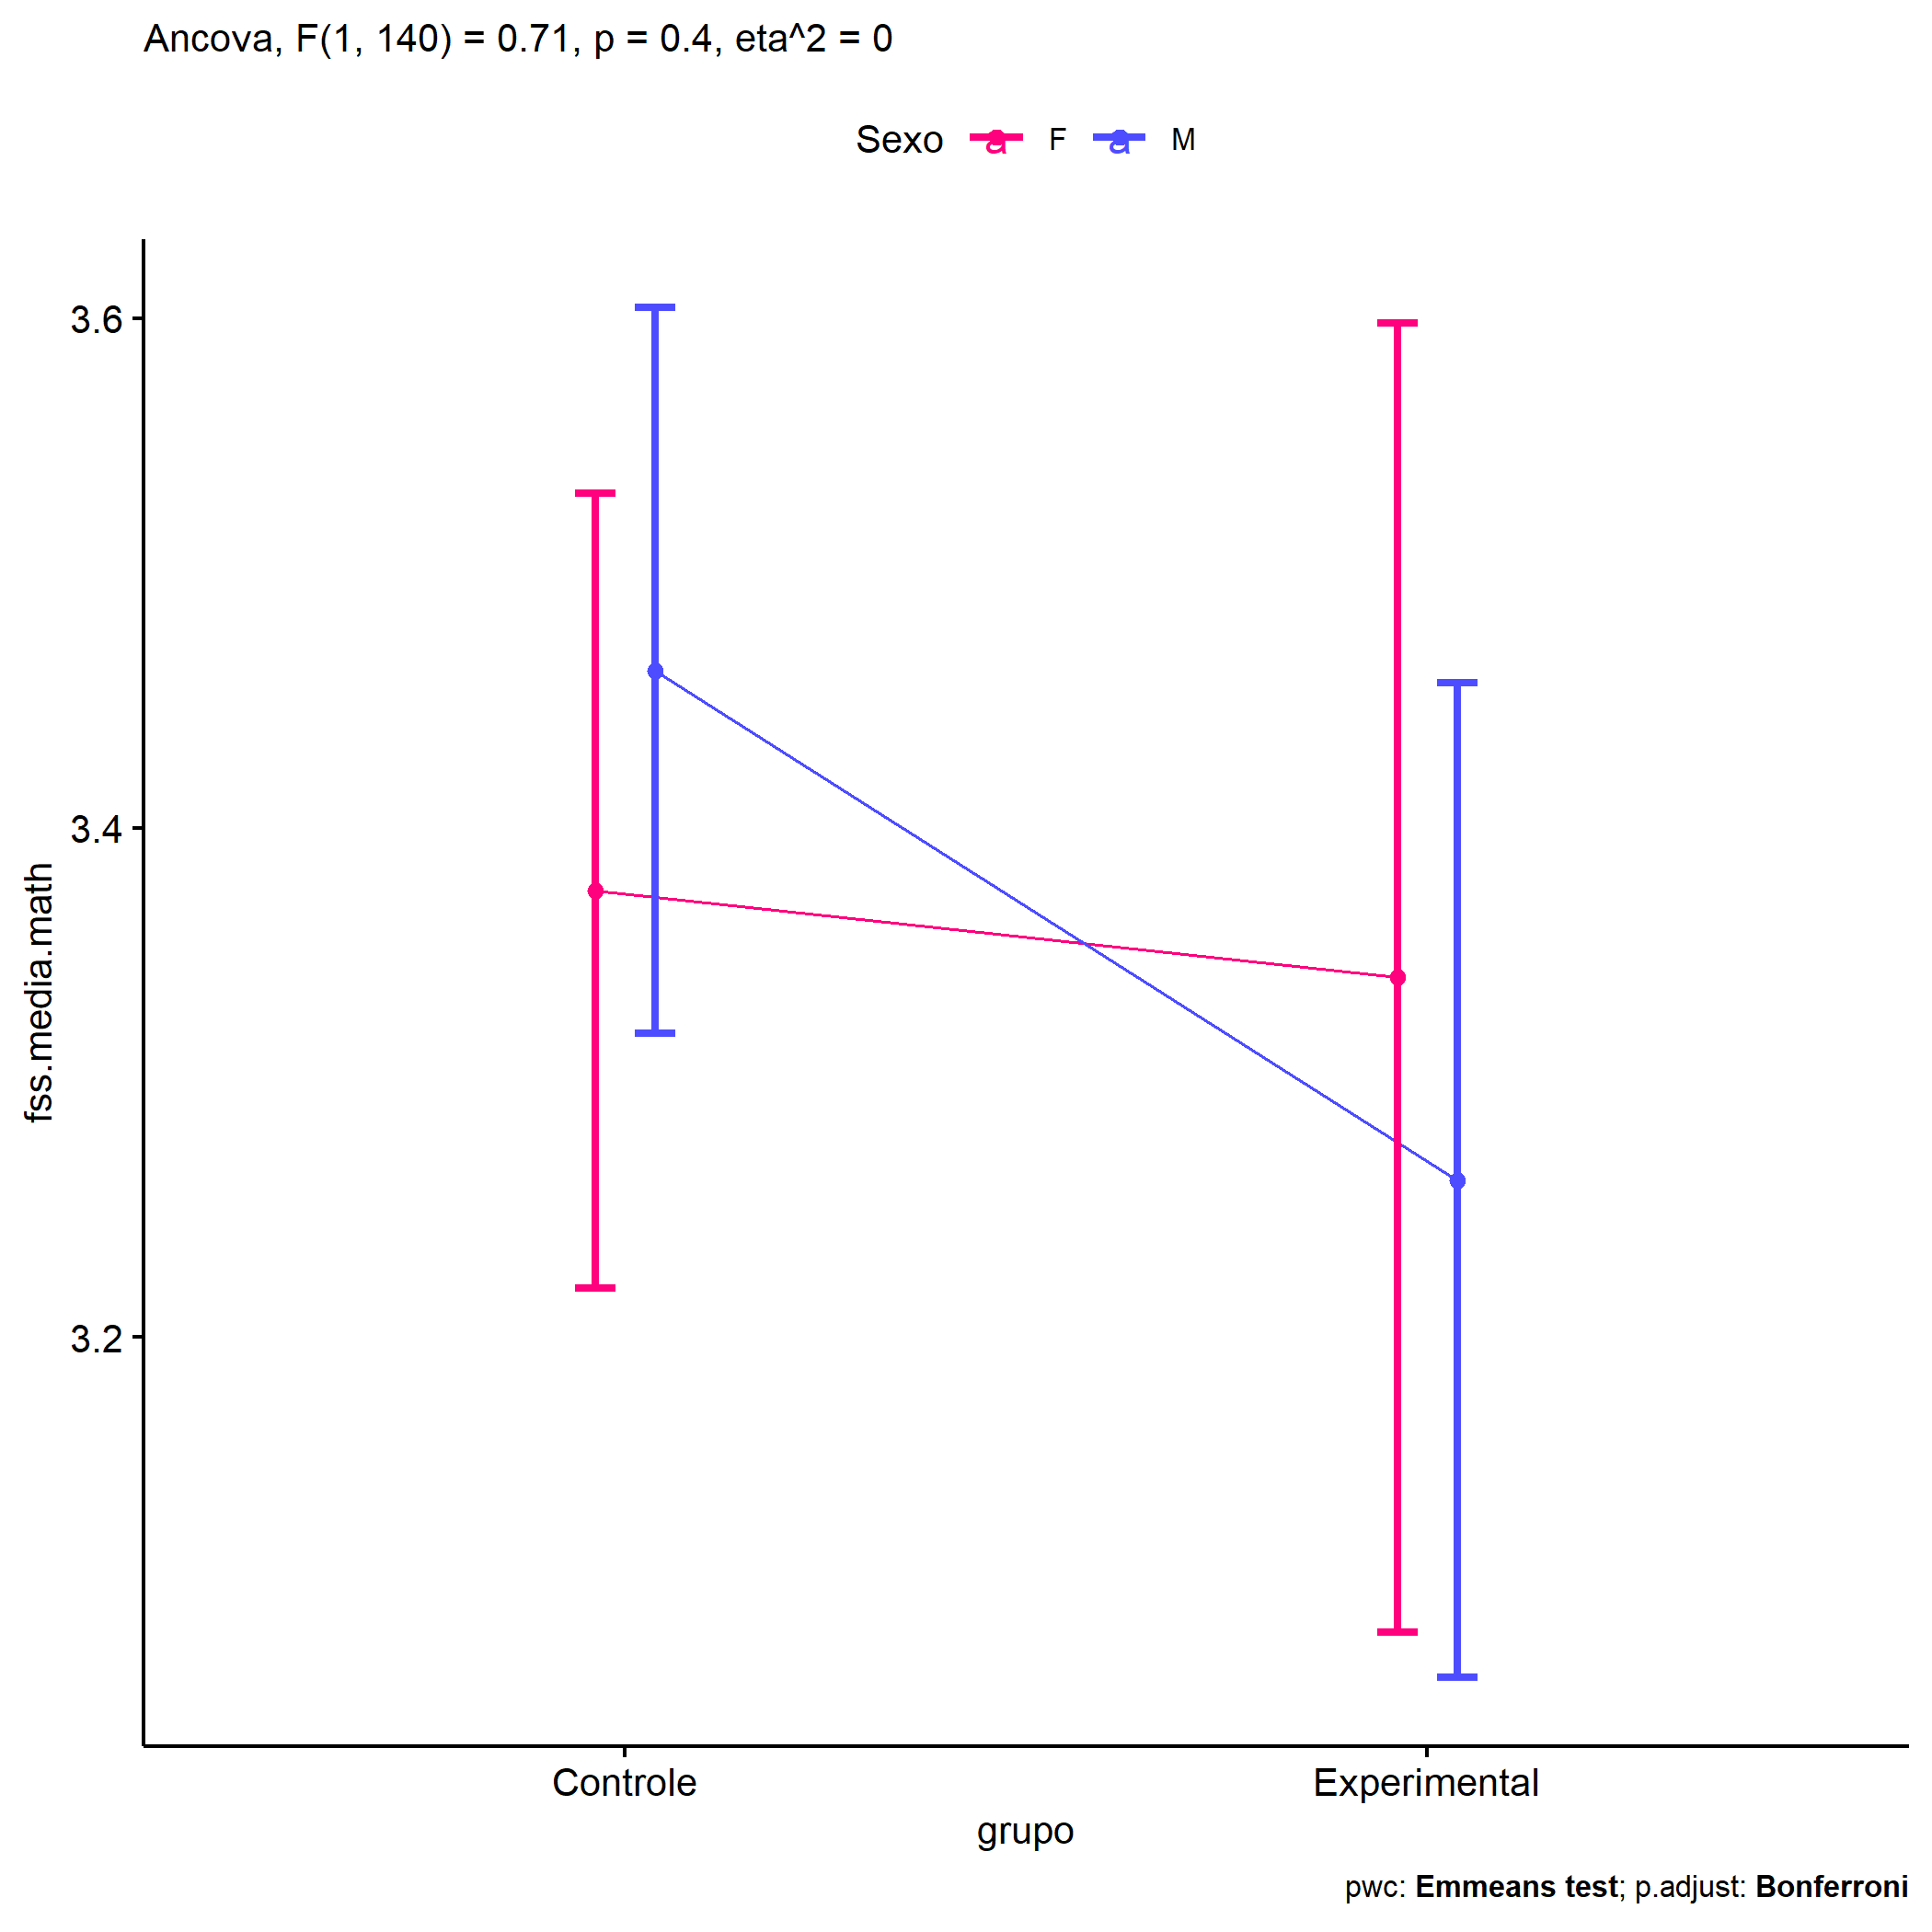 Ancova, F(1, 140) = 0.71, p = 0.4, eta^2 = 0
Sexo a F a M
3.6
3.4
3.2
fss.media.math
Controle Experimental
grupo
pwc: Emmeans test; p.adjust: Bonferroni